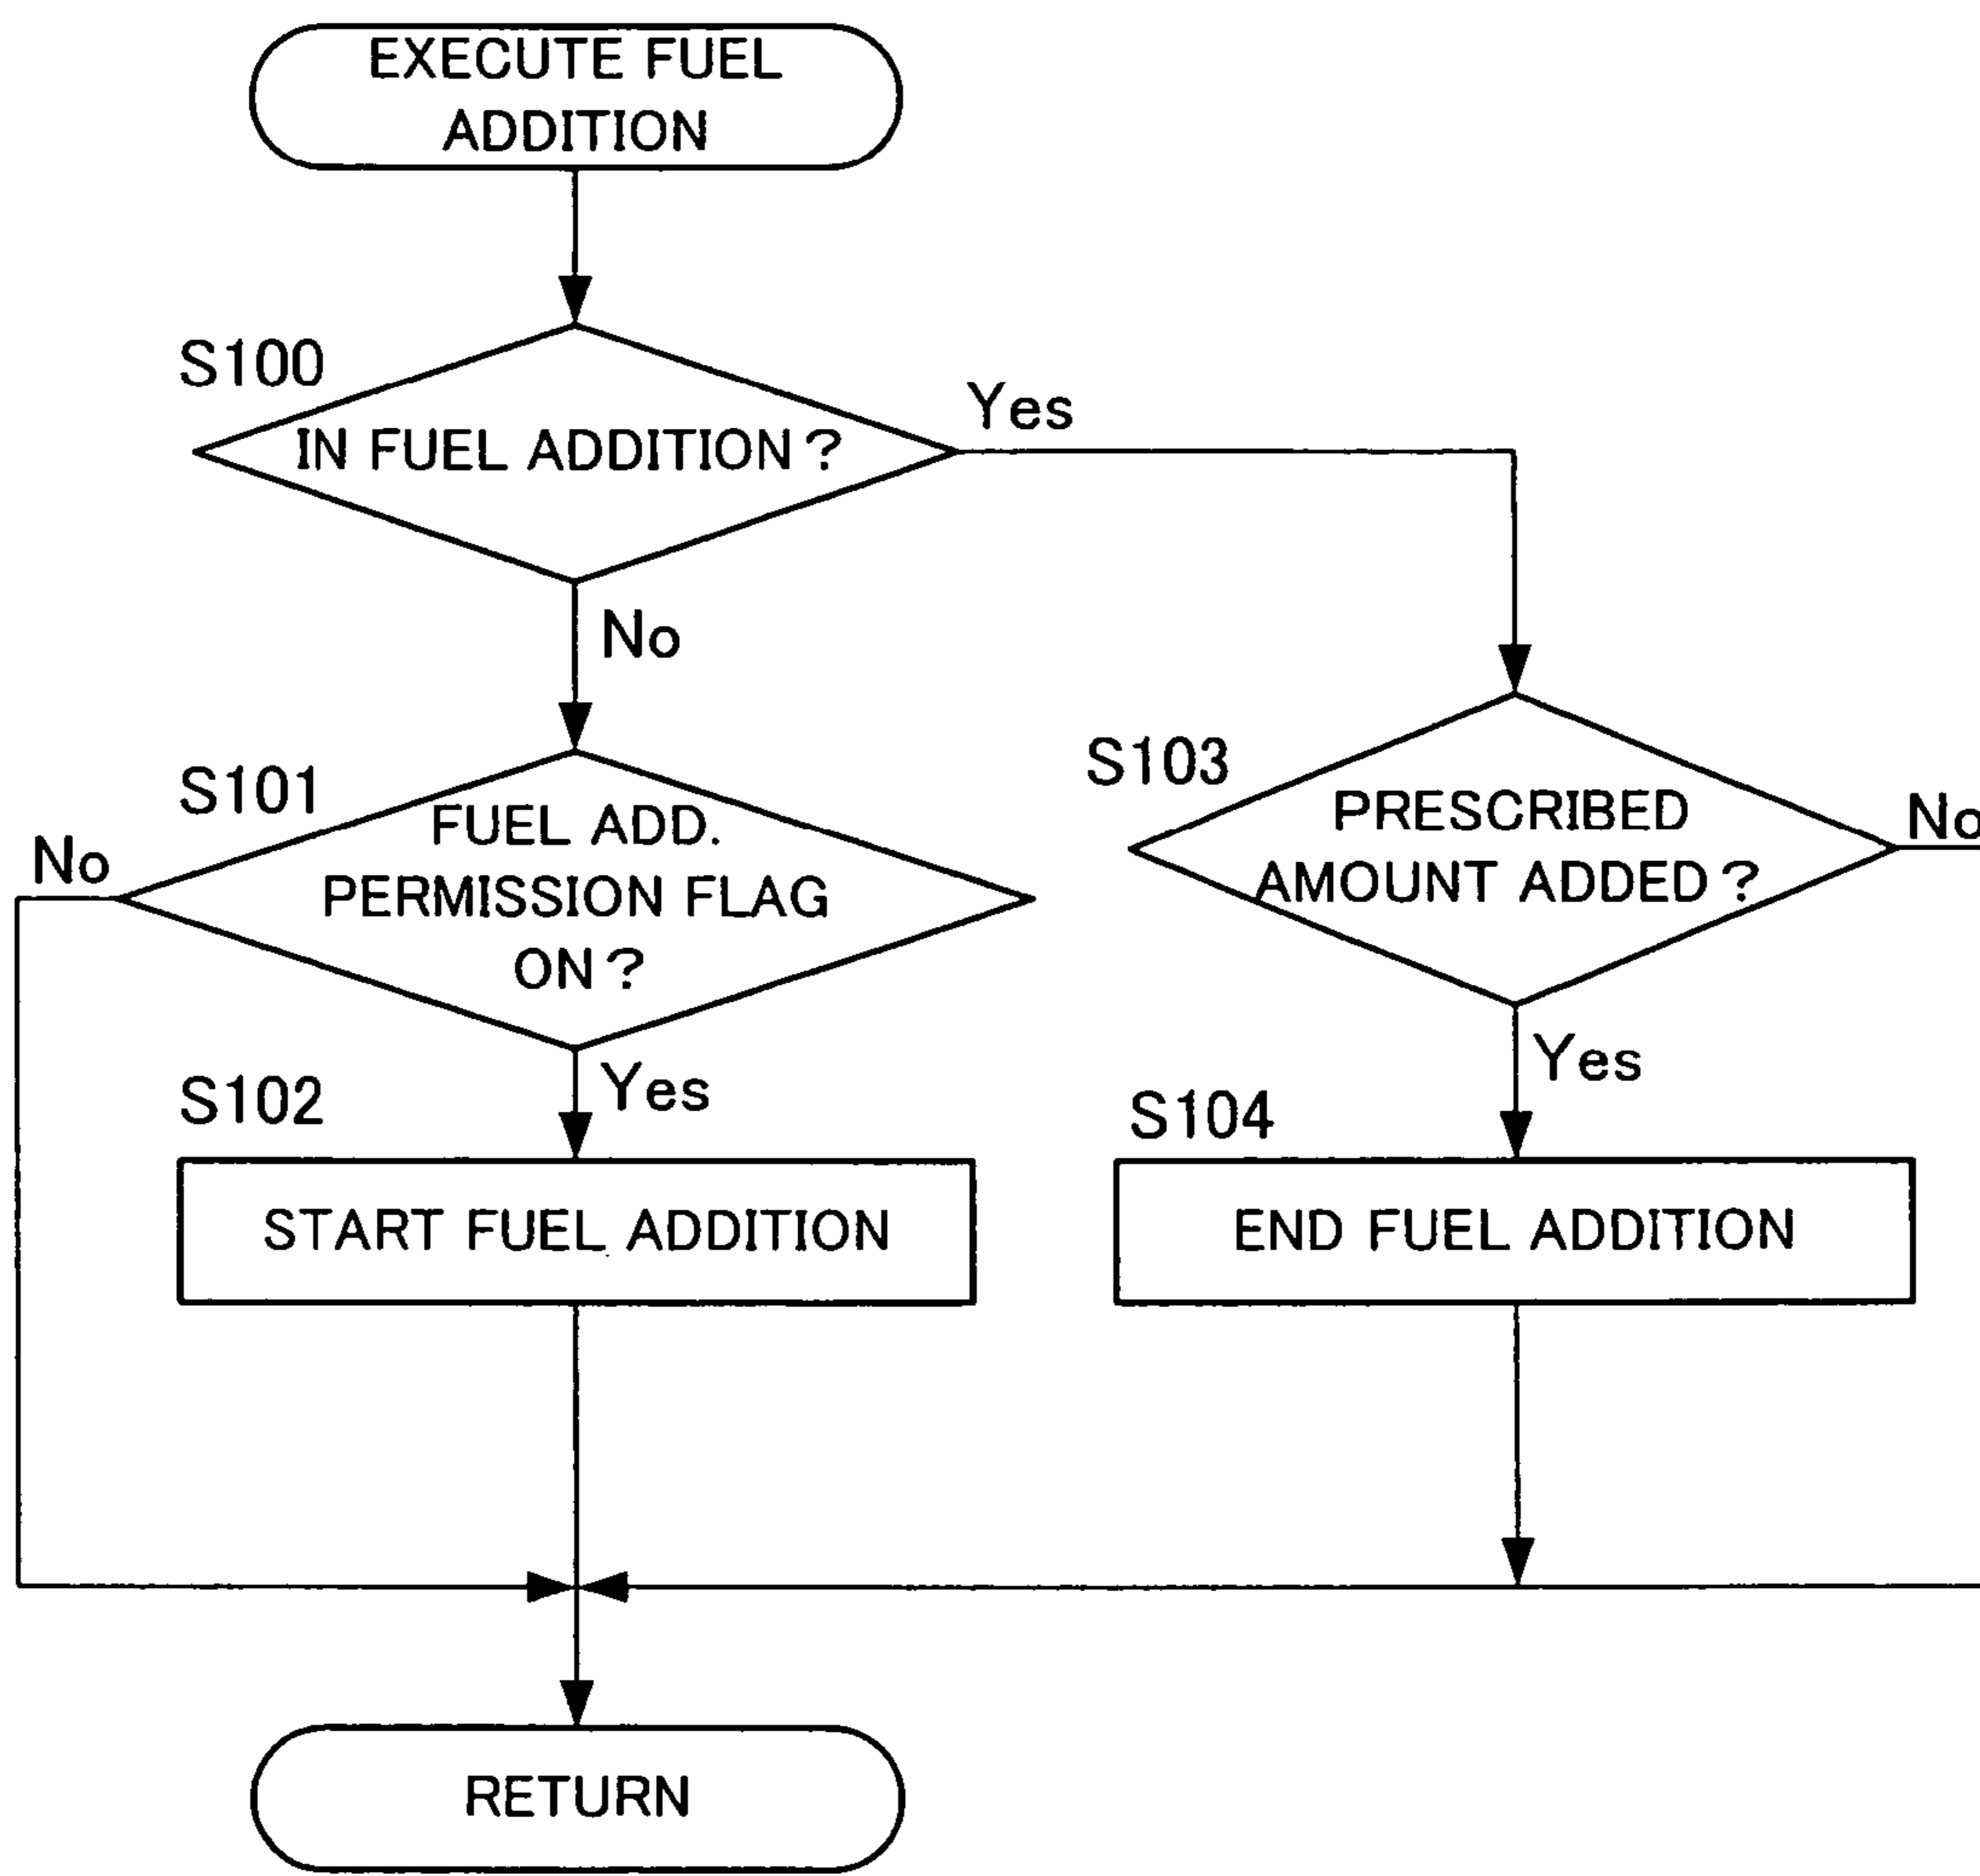 EXECUTE FUEL
ADDITION
S100
IN FUEL ADDITION?
Yes
No
S101
FUEL ADD.
PERMISSION FLAG
ON?
No
Yes
S102
START FUEL ADDITION
S103
PRESCRIBED
AMOUNT ADDED?
No
Yes
S104
END FUEL ADDITION
RETURN